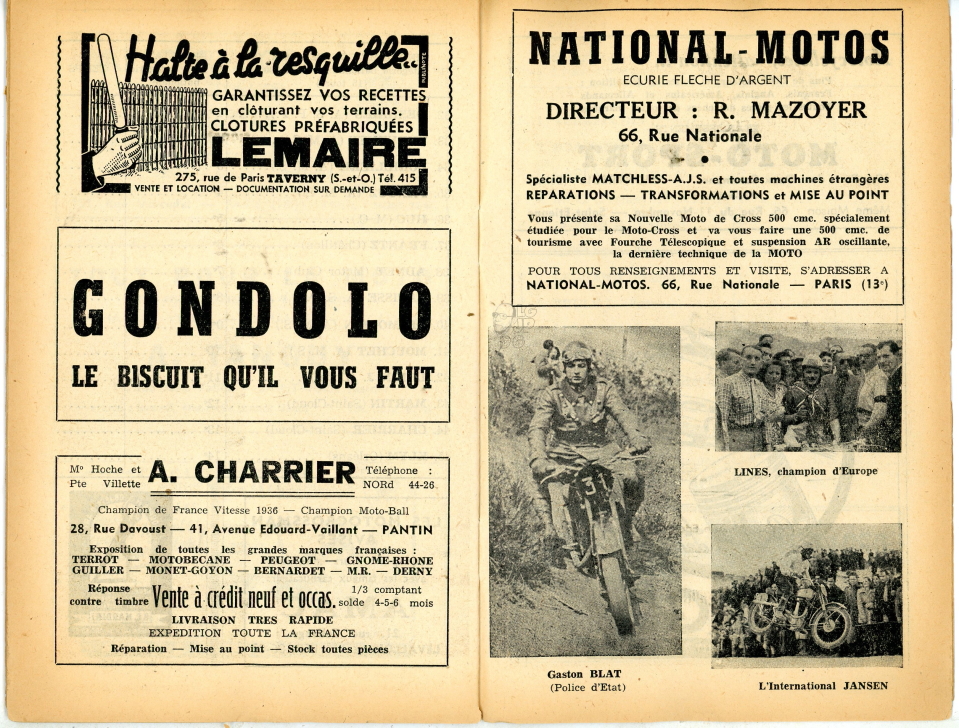 Halte à la resquille..
PUBLINOTE
GARANTISSEZ VOS RECETTES
en clôturant vos terrains.
CLOTURES PRÉFABRIQUÉES
LEMAIRE
275, rue de Paris TAVERNY (S.-et-O.) Tél. 415
VENTE ET LOCATION — DOCUMENTATION SUR DEMANDE
GONDOLO
LE BISCUIT QU'IL VOUS FAUT
Mº Hoche et
Pte Villette
A. CHARRIER
Téléphone :
NORd 44-26
Champion de France Vitesse 1936 — Champion Moto-Ball
28, Rue Davoust — 41, Avenue Edouard-Vaillant — PANTIN
Exposition de toutes les grandes marques françaises :
TERROT — MOTOBECANE — PEUGEOT — GNOME-RHONE
GUILLER — MONET-GOYON — BERNARDET — M.R. — DERNY
Réponse
contre timbre
Vente à crédit neuf et occas.
1/3 comptant
solde 4-5-6 mois
LIVRAISON TRES RAPIDE
EXPEDITION TOUTE LA FRANCE
Réparation — Mise au point — Stock toutes pièces
NATIONAL-MOTOS
ECURIE FLECHE D'ARGENT
DIRECTEUR : R. MAZOYER
66, Rue Nationale
Spécialiste MATCHLESS-A.J.S. et toutes machines étrangères
REPARATIONS — TRANSFORMATIONS et MISE AU POINT
Vous présente sa Nouvelle Moto de Cross 500 cmc. spécialement
étudiée pour le Moto-Cross et va vous faire une 500 cmc. de
tourisme avec Fourche Télescopique et suspension AR oscillante,
la dernière technique de la MOTO
POUR TOUS RENSEIGNEMENTS ET VISITE, S'ADRESSER A
NATIONAL-MOTOS. 66, Rue Nationale — PARIS (13º)
31
LINES, champion d'Europe
Gaston BLAT
(Police d'Etat)
L'International JANSEN